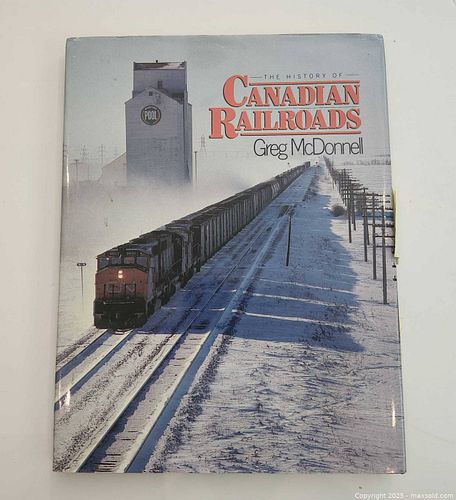 THE HISTORY OF
CANADIAN
RAILROADS
Greg McDonnell
POOL
Copyright 2025 - maxsold.com